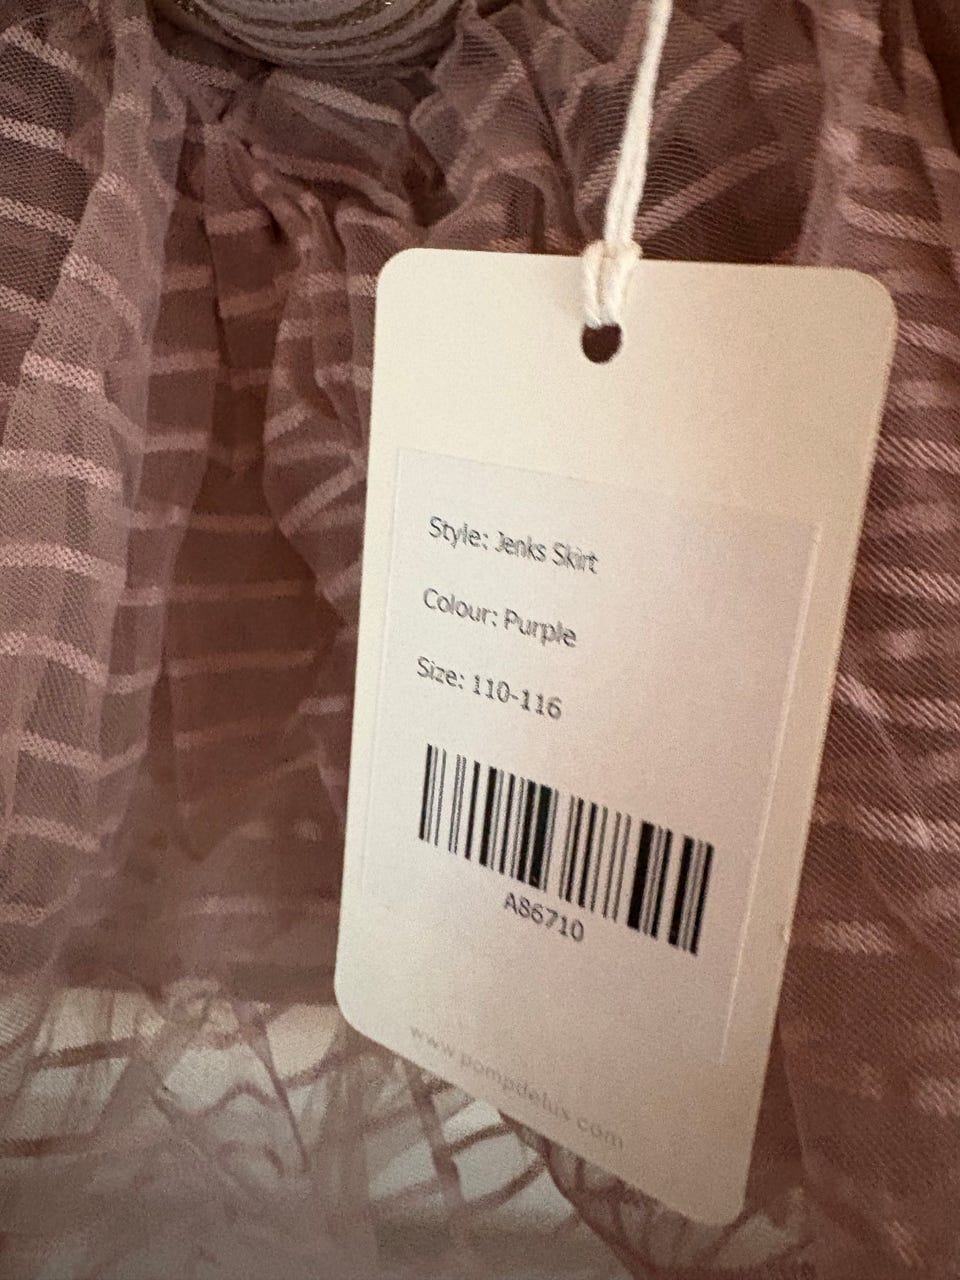 Style: Jenks Skirt
Colour: Purple
Size: 110-116
A86710
www.pompdelux.com